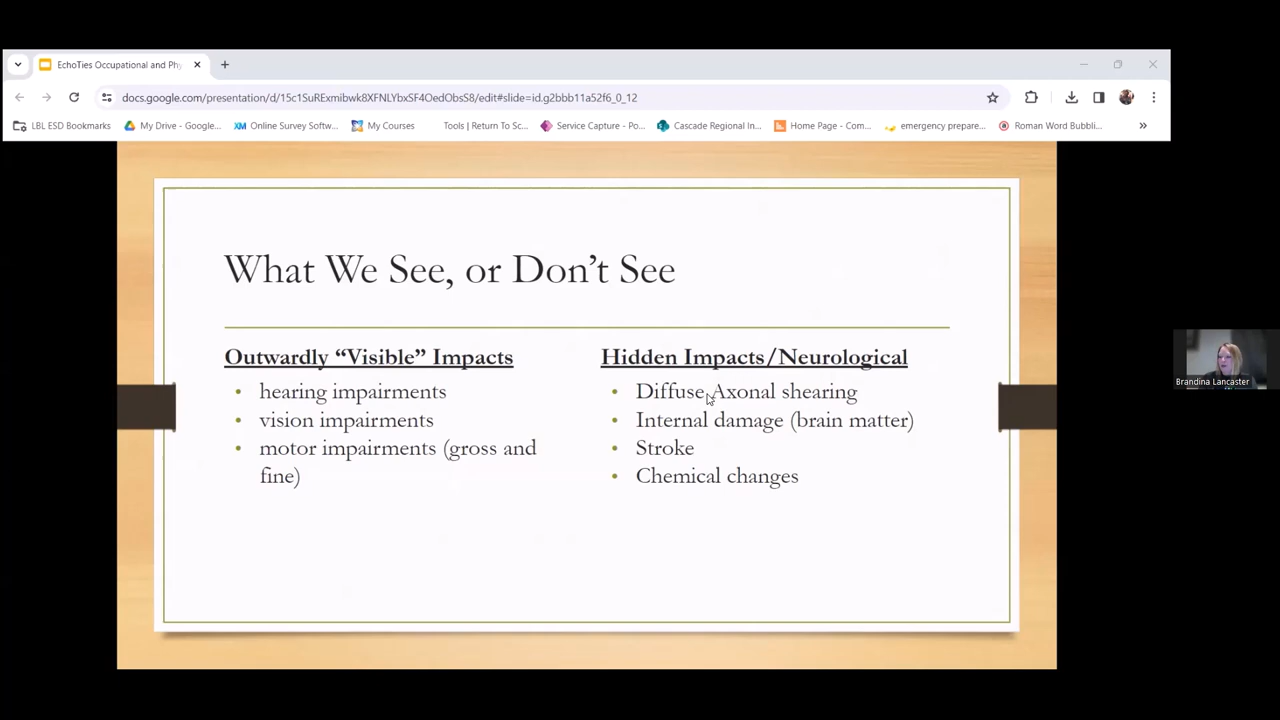 EchoTies Occupational and Phy
docs.google.com/presentation/d/15c1SuRExmibwk8XFNLYbxSF4OedObsS8/edit#slide=id.g2bbb11a52f6_0_12
LBL ESD Bookmarks
My Drive - Google...
XM Online Survey Softw...
My Courses
Tools | Return To Sc...
Service Capture - Po...
Cascade Regional In...
Home Page - Com...
emergency prepare...
Roman Word Bubbli...
What We See, or Don't See
Outwardly “Visible” Impacts
• hearing impairments
• vision impairments
• motor impairments (gross and
fine)
Hidden Impacts/Neurological
• Diffuse Axonal shearing
• Internal damage (brain matter)
• Stroke
• Chemical changes
Brandina Lancaster